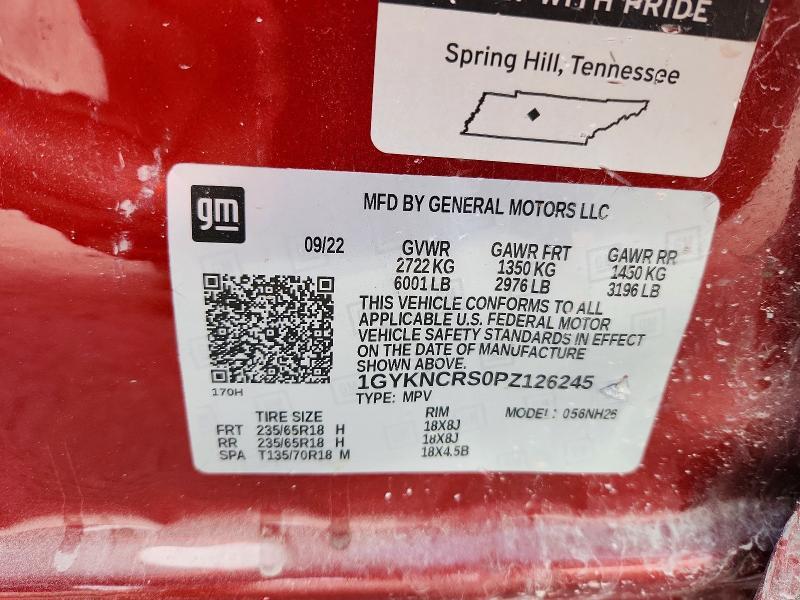 WITH PRIDE
Spring Hill, Tennessee
gm
MFD BY GENERAL MOTORS LLC
09/22 GVWR GAWR FRT GAWR RR
2722 KG 1350 KG 1450 KG
6001 LB 2976 LB 3196 LB
THIS VEHICLE CONFORMS TO ALL
APPLICABLE U.S. FEDERAL MOTOR
VEHICLE SAFETY STANDARDS IN EFFECT
ON THE DATE OF MANUFACTURE
SHOWN ABOVE.
170H
1GYKNCRS0PZ126245
TYPE: MPV
TIRE SIZE RIM MODEL: 056NH26
FRT 235/65R18 H 18X8J
RR 235/65R18 H 18X8J
SPA T135/70R18 M 18X4.5B